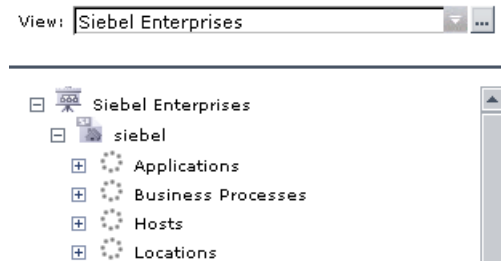 View: Siebel Enterprises ...
Siebel Enterprises
siebel
Applications
Business Processes
Hosts
Locations